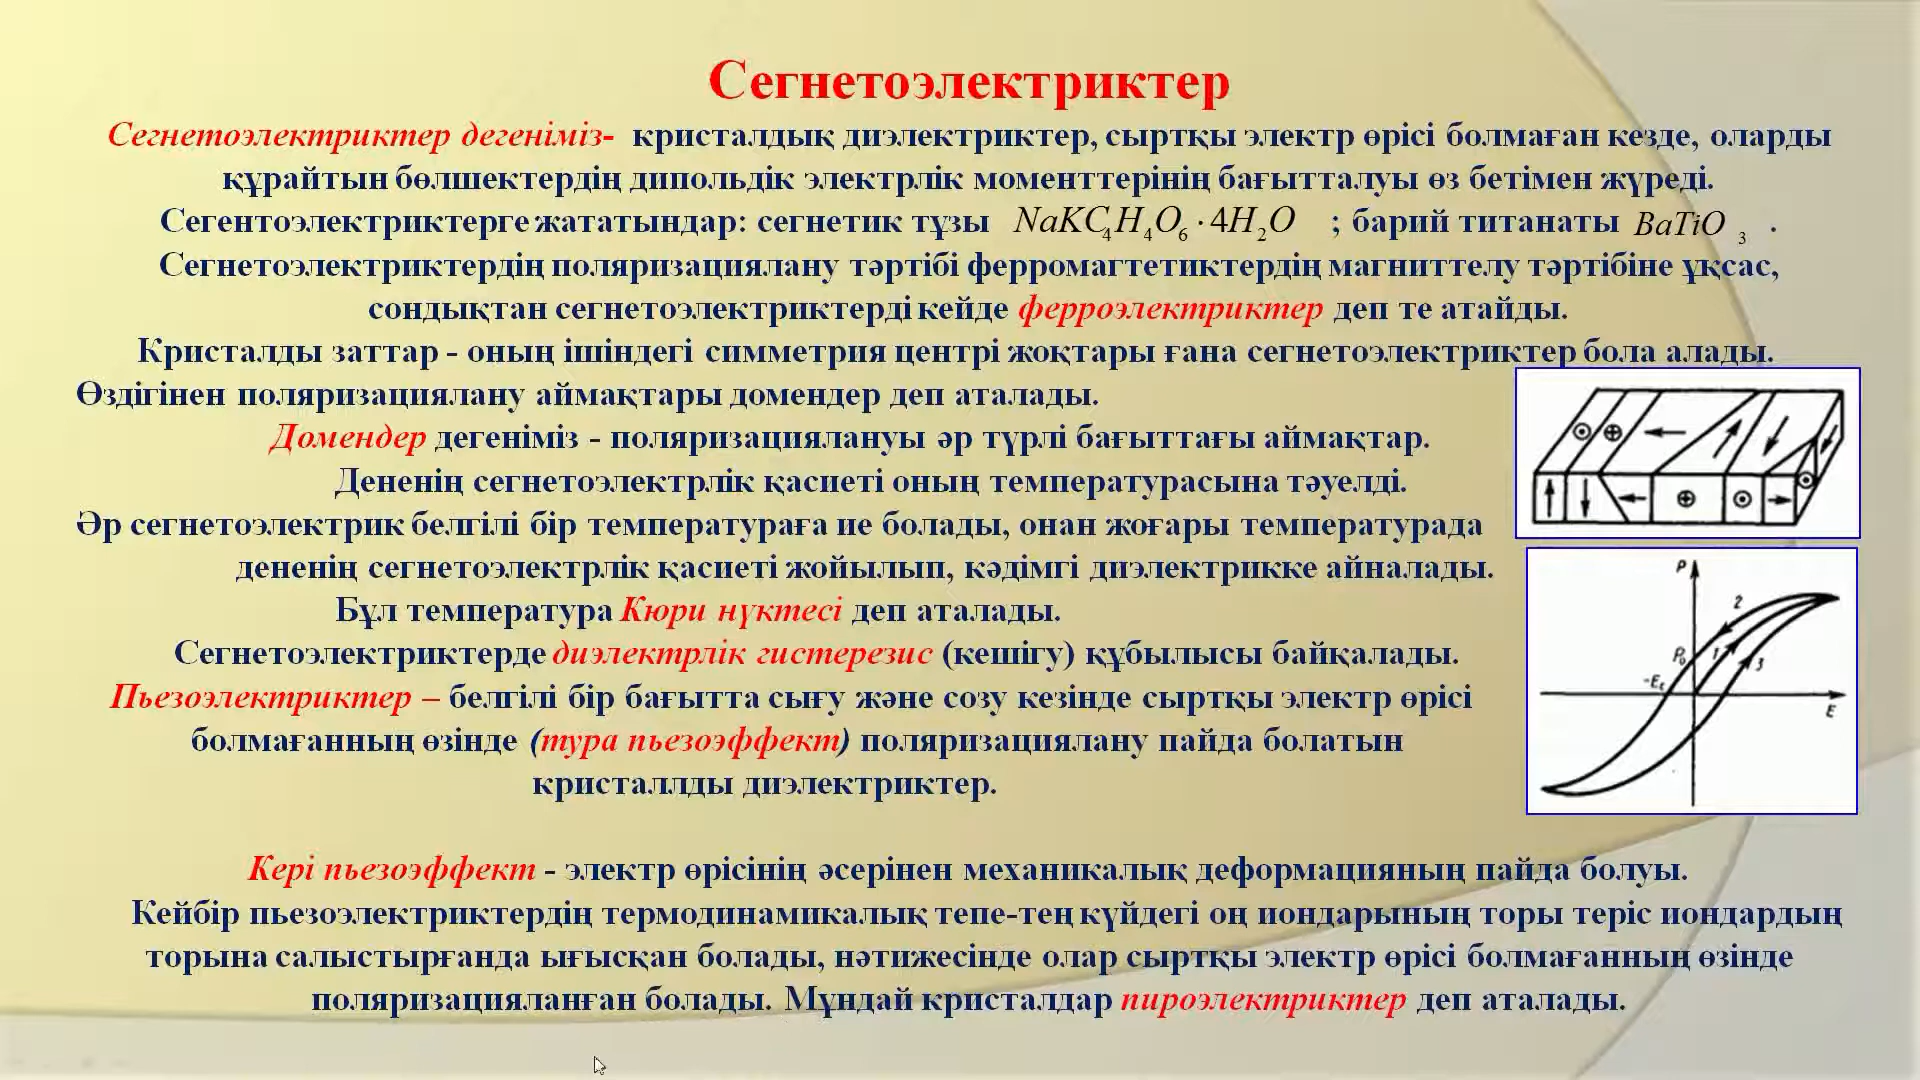 Сегнетоэлектриктер
Сегнетоэлектриктер дегеніміз- кристалдық диэлектриктер, сыртқы электр өрісі болмаған кезде, оларды
құрайтын бөлшектердің дипольдік электрлік моменттерінің бағытталуы өз бетімен жүреді.
Сегентоэлектриктерге жататындар: сегнетик тұзы NaKC₄H₄O₆·4H₂O ; барий титанаты BaTiO₃ .
Сегнетоэлектриктердің поляризациялану тәртібі ферромагтетиктердің магниттелу тәртібіне ұқсас,
сондықтан сегнетоэлектриктерді кейде ферроэлектриктер деп те атайды.
Кристалды заттар - оның ішіндегі симметрия центрі жоқтары ғана сегнетоэлектриктер бола алады.
Өздігінен поляризациялану аймақтары домендер деп аталады.
Домендер дегеніміз - поляризациялануы әр түрлі бағыттағы аймақтар.
Дененің сегнетоэлектрлік қасиеті оның температурасына тәуелді.
Әр сегнетоэлектрик белгілі бір температураға ие болады, онан жоғары температурада
дененің сегнетоэлектрлік қасиеті жойылып, кәдімгі диэлектрикке айналады.
Бұл температура Кюри нүктесі деп аталады.
Сегнетоэлектриктерде диэлектрлік гистерезис (кешігу) құбылысы байқалады.
Пьезоэлектриктер – белгілі бір бағытта сығу және созу кезінде сыртқы электр өрісі
болмағанның өзінде (тура пьезоэффект) поляризациялану пайда болатын
кристаллды диэлектриктер.
P
2
P₀
1
3
-Ec
E
Кері пьезоэффект - электр өрісінің әсерінен механикалық деформацияның пайда болуы.
Кейбір пьезоэлектриктердің термодинамикалық тепе-тең күйдегі оң иондарының торы теріс иондардың
торына салыстырғанда ығысқан болады, нәтижесінде олар сыртқы электр өрісі болмағанның өзінде
поляризацияланған болады. Мұндай кристалдар пироэлектриктер деп аталады.